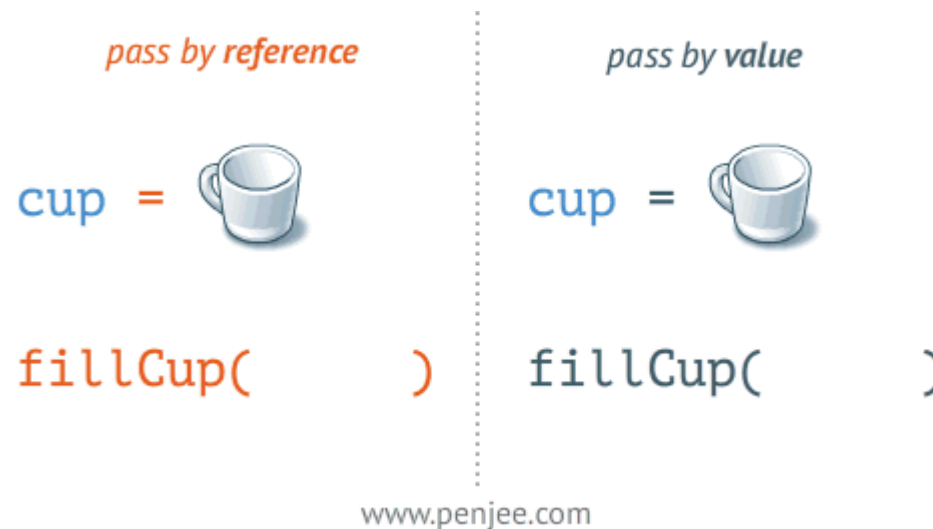 pass by reference
cup =
fillCup( )
pass by value
cup =
fillCup( )
www.penjee.com